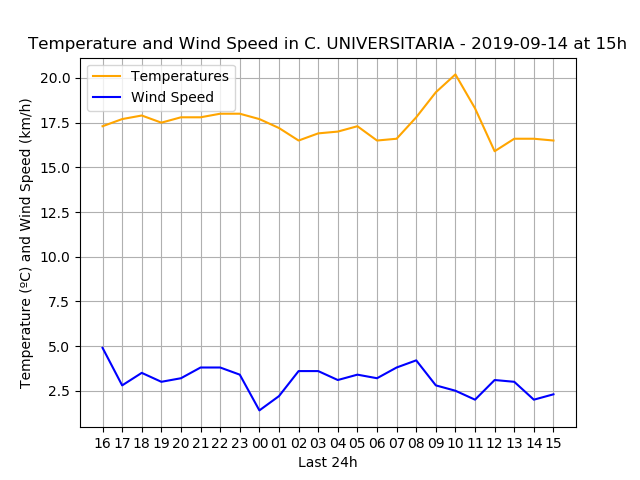 Temperature and Wind Speed in C. UNIVERSITARIA - 2019-09-14 at 15h
Temperatures
Wind Speed
Temperature (ºC) and Wind Speed (km/h)
20.0
17.5
15.0
12.5
10.0
7.5
5.0
2.5
16 17 18 19 20 21 22 23 00 01 02 03 04 05 06 07 08 09 10 11 12 13 14 15
Last 24h